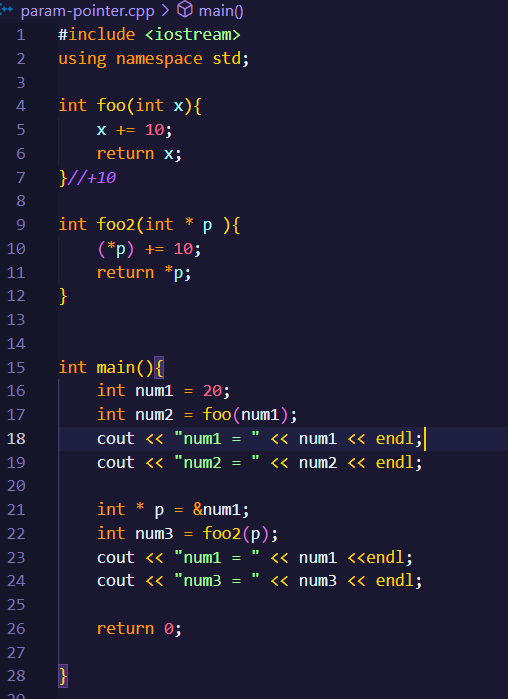 param-pointer.cpp > main()
1 #include <iostream>
2 using namespace std;
3
4 int foo(int x){
5 x += 10;
6 return x;
7 }//+10
8
9 int foo2(int * p ){
10 (*p) += 10;
11 return *p;
12 }
13
14
15 int main(){
16 int num1 = 20;
17 int num2 = foo(num1);
18 cout << "num1 = " << num1 << endl;
19 cout << "num2 = " << num2 << endl;
20
21 int * p = &num1;
22 int num3 = foo2(p);
23 cout << "num1 = " << num1 <<endl;
24 cout << "num3 = " << num3 << endl;
25
26 return 0;
27
28 }
29